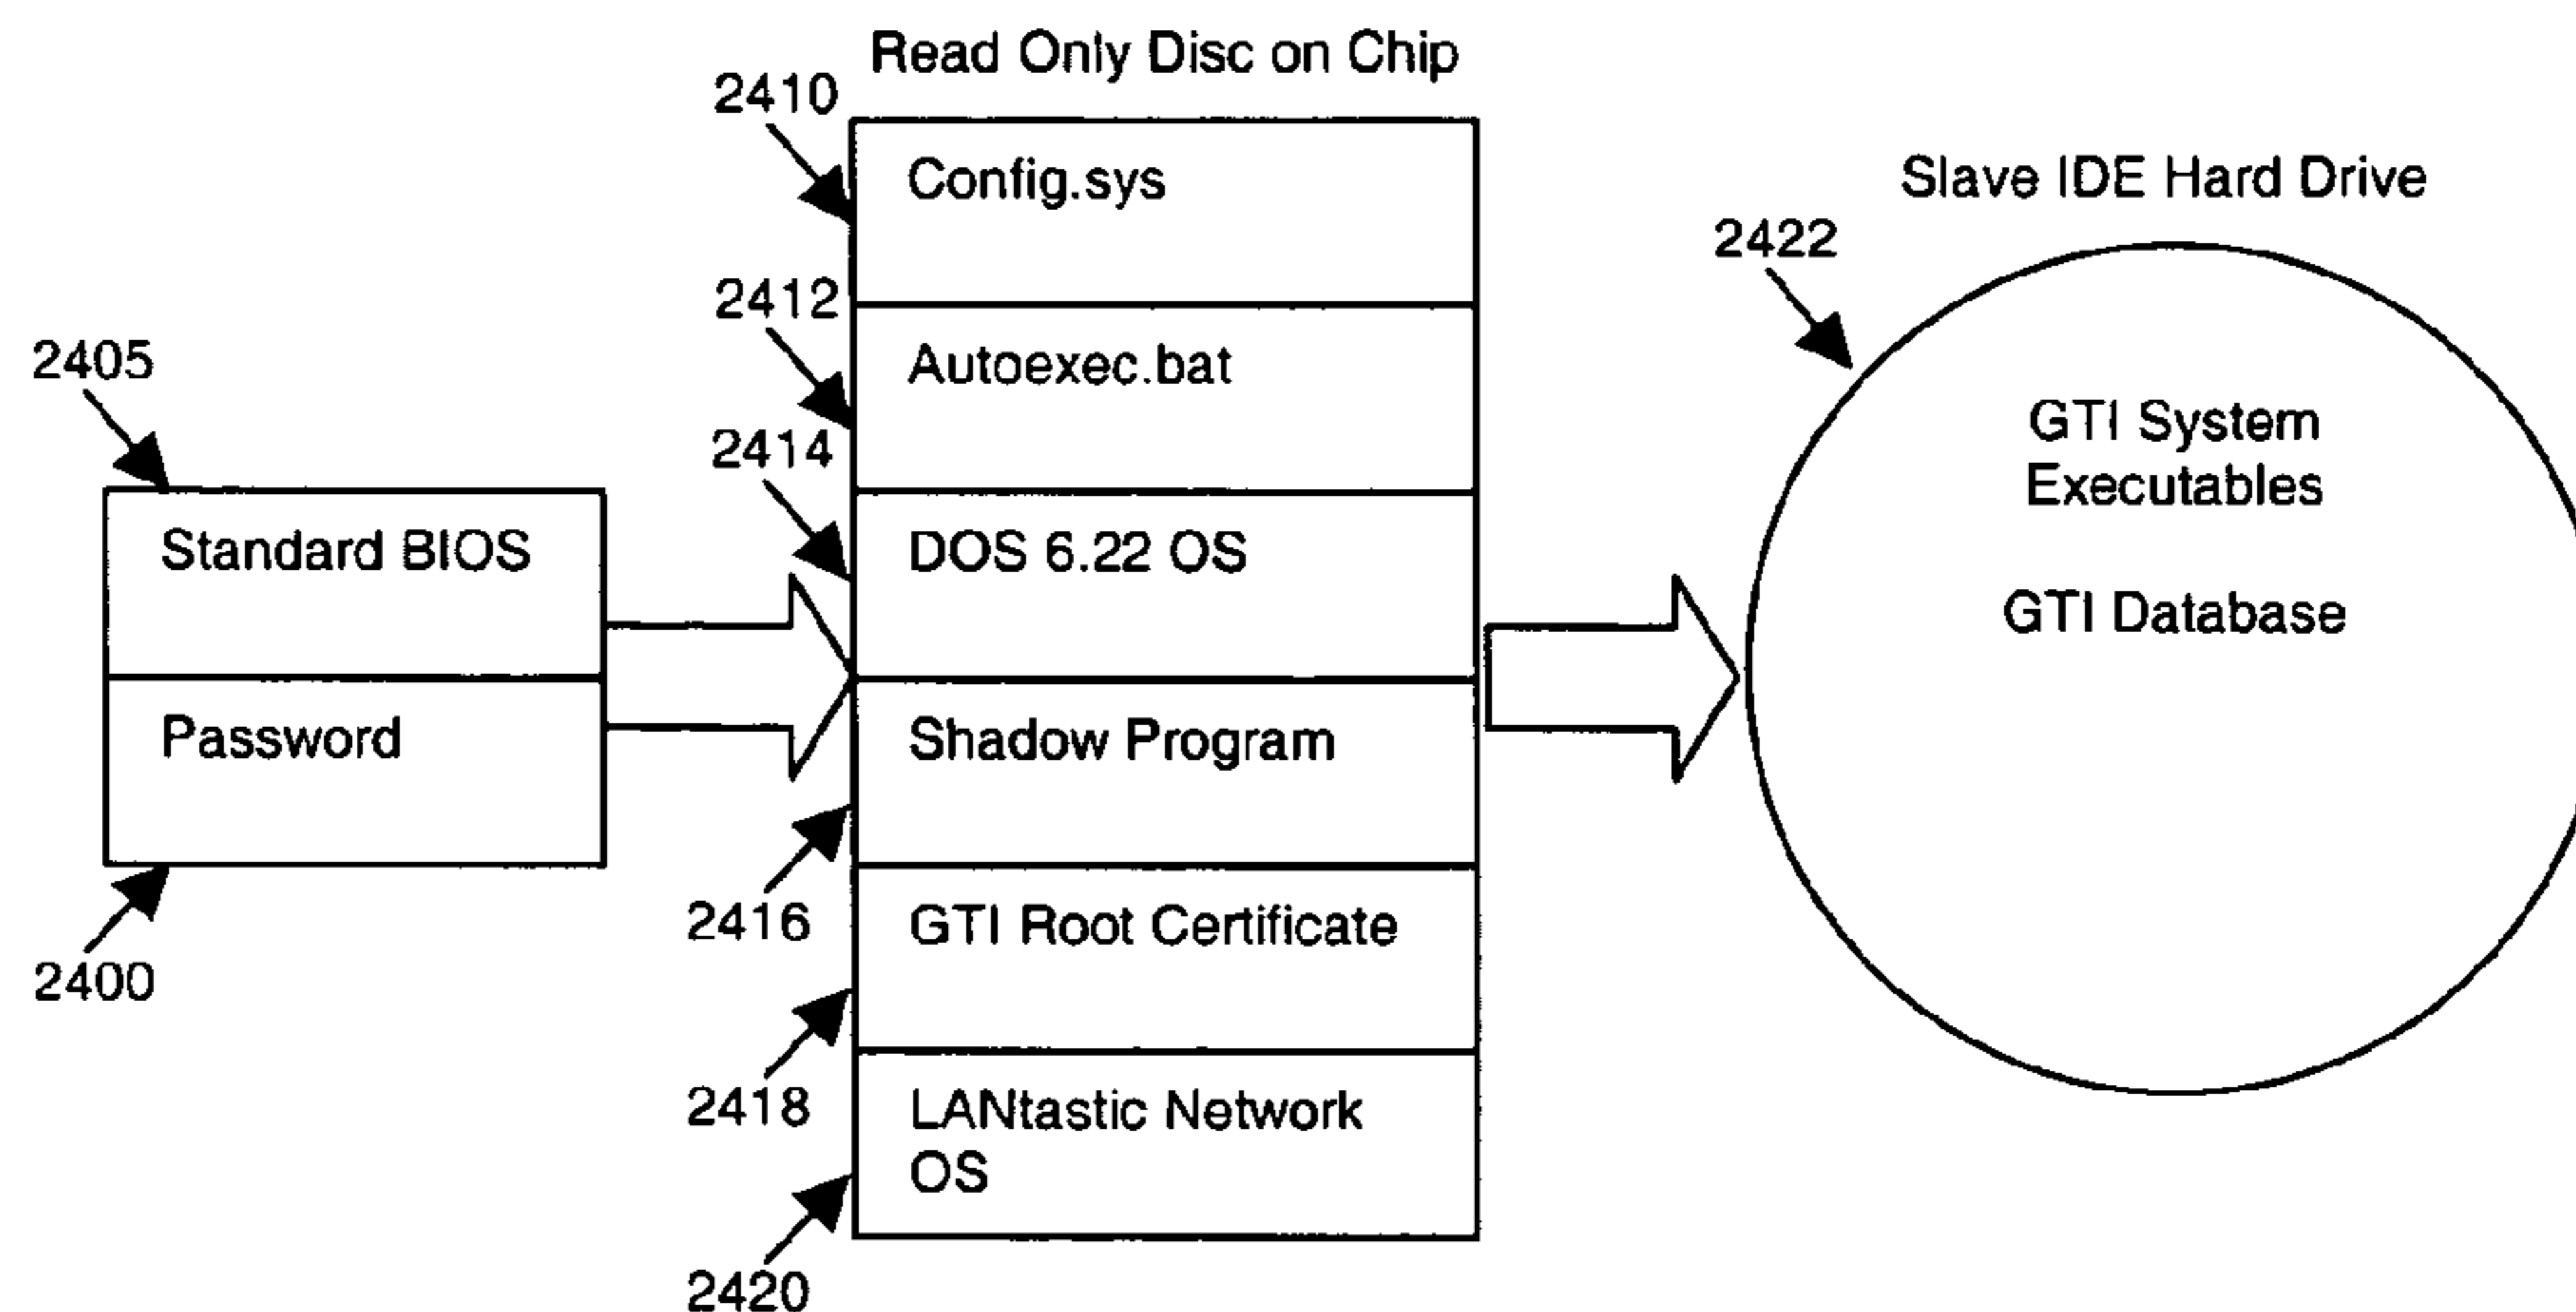 Read Only Disc on Chip
2410
Config.sys
Slave IDE Hard Drive
2422
2412
Autoexec.bat
2405
2414
GTI System
Executables
Standard BIOS
DOS 6.22 OS
GTI Database
Password
Shadow Program
2416
GTI Root Certificate
2400
2418
LANtastic Network
OS
2420